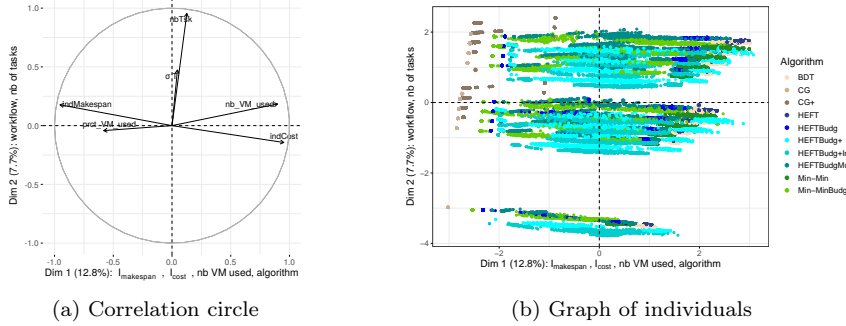 Dim 2 (7.7%): workflow, nb of tasks
1.0
0.5
0.0
-0.5
-1.0
nbTsk
σ
indMakespan
nb_VM_used
prct_VM_used
indCost
-1.0 -0.5 0.0 0.5 1.0
Dim 1 (12.8%): I_makespan , I_cost , nb VM used, algorithm
(a) Correlation circle
Dim 2 (7.7%): workflow, nb of tasks
2
0
−2
−4
−2 0 2
Dim 1 (12.8%): I_makespan , I_cost , nb VM used, algorithm
Algorithm
BDT
CG
CG+
HEFT
HEFTBudg
HEFTBudg+
HEFTBudg+In
HEFTBudgMu
Min−Min
Min−MinBudg
(b) Graph of individuals